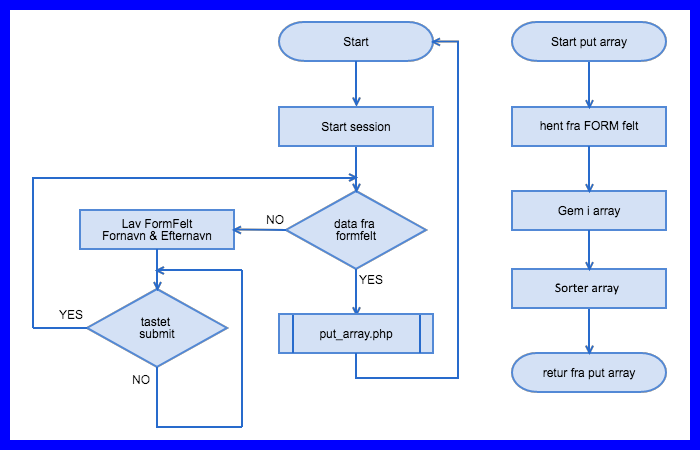 Start
Start session
data fra
formfelt
NO
Lav FormFelt
Fornavn & Efternavn
YES
tastet
submit
NO
YES
put_array.php
Start put array
hent fra FORM felt
Gem i array
Sorter array
retur fra put array